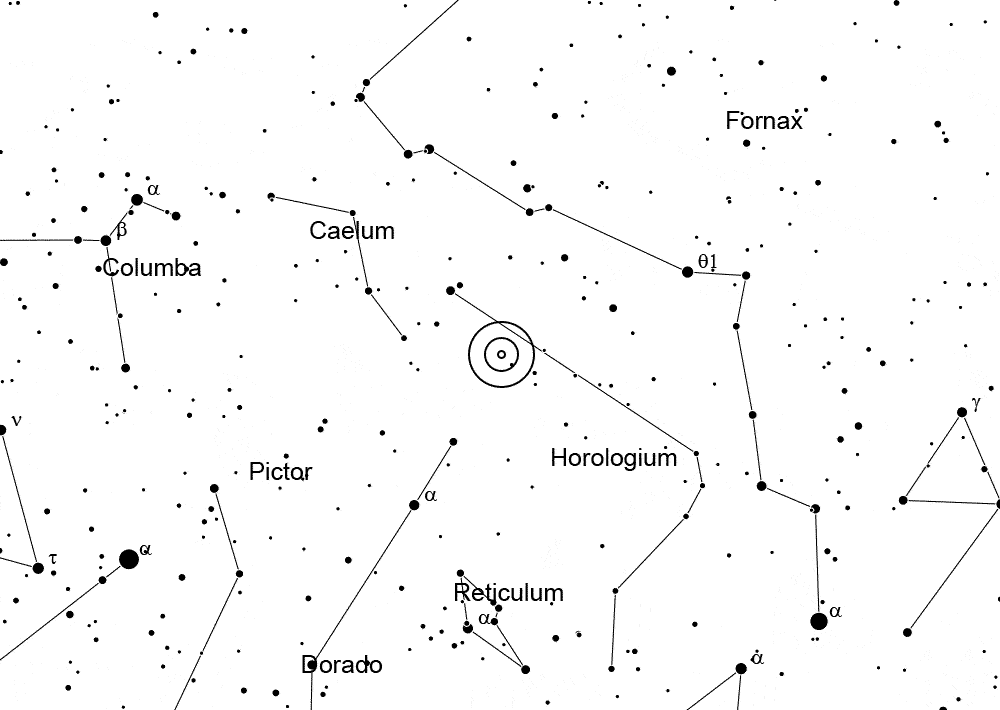 Fornax
α
β
Caelum
θ1
Columba
γ
ν
Pictor
Horologium
α
τ
α
Reticulum
α
α
Dorado
α